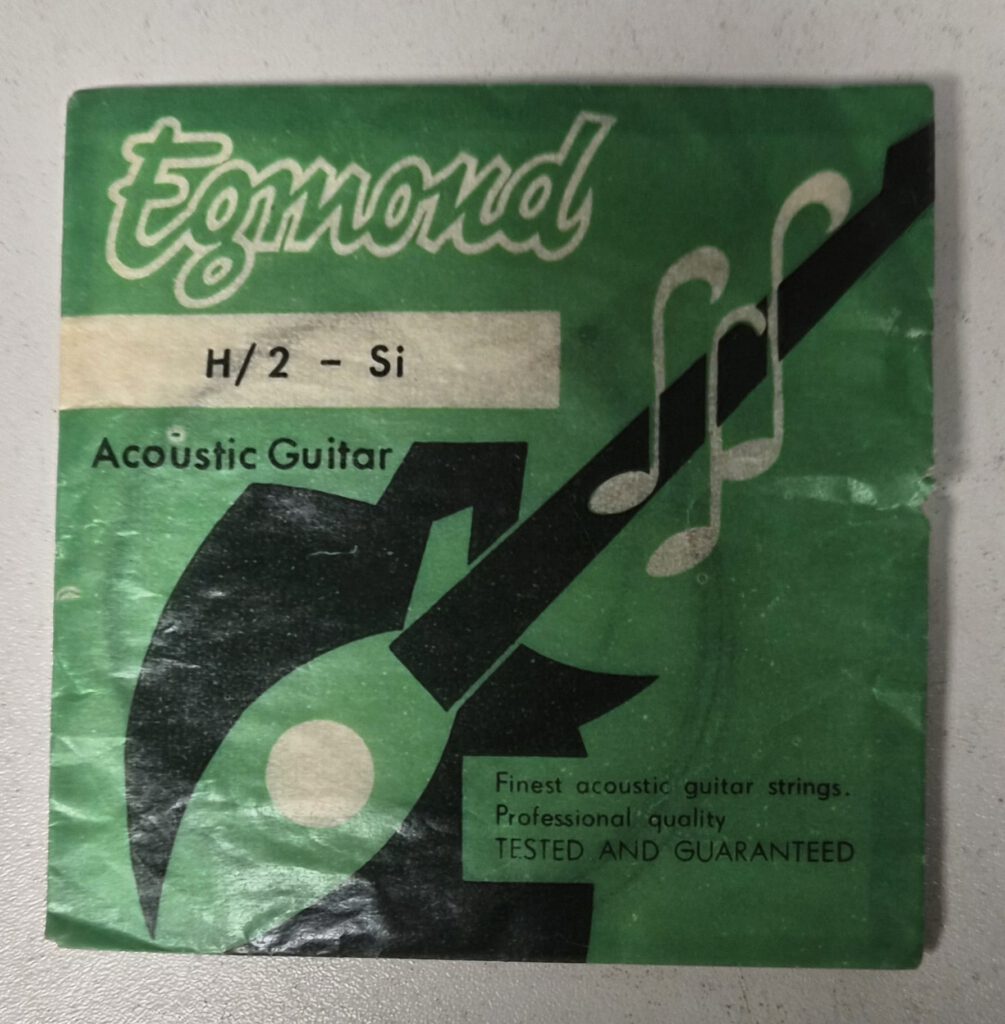 Egmond
H/2 - Si
Acoustic Guitar
Finest acoustic guitar strings.
Professional quality
TESTED AND GUARANTEED